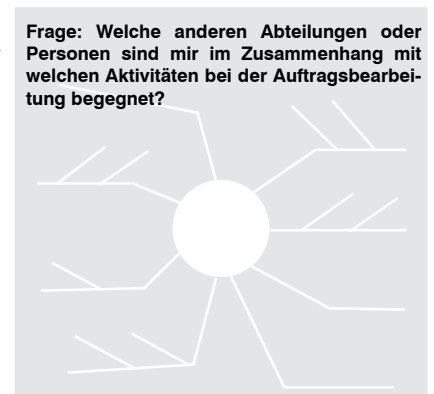 Frage: Welche anderen Abteilungen oder
Personen sind mir im Zusammenhang mit
welchen Aktivitäten bei der Auftragsbearbei-
tung begegnet?